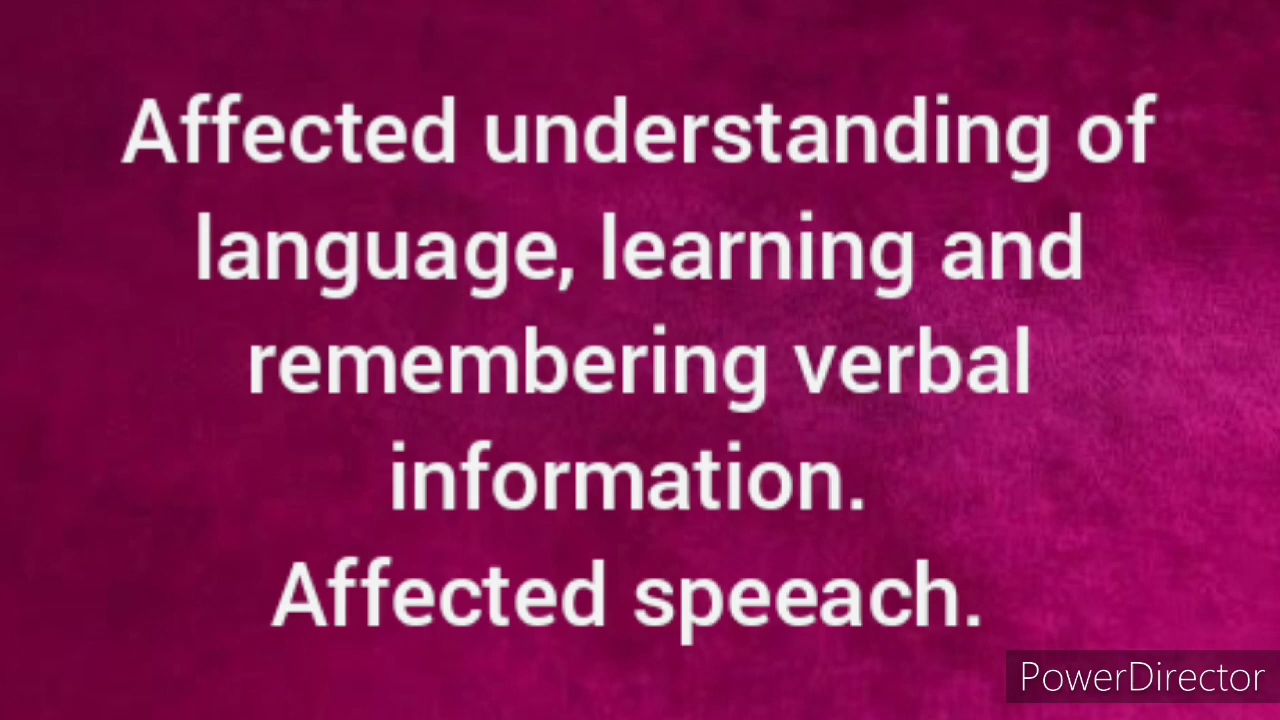 Affected understanding of
language, learning and
remembering verbal
information.
Affected speeach.
PowerDirector